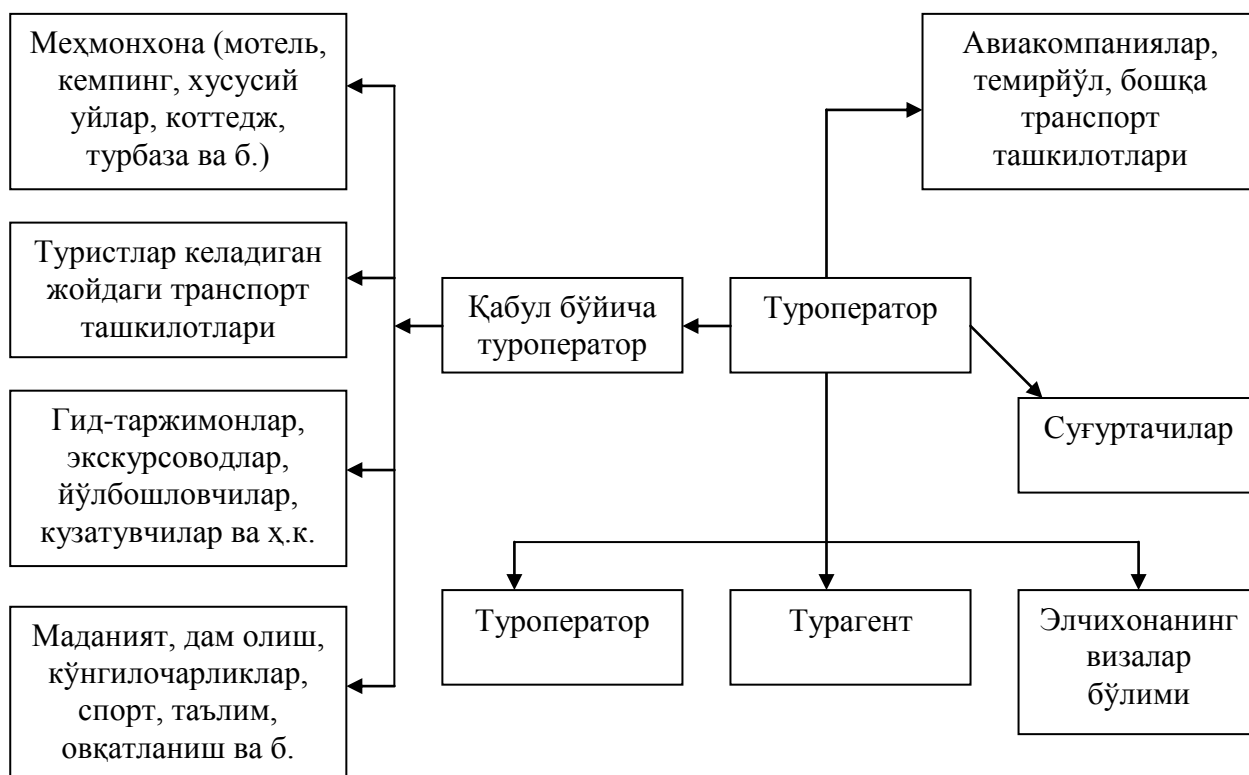 Меҳмонхона (мотель,
кемпинг, хусусий
уйлар, коттедж,
турбаза ва б.)
Туристлар келадиган
жойдаги транспорт
ташкилотлари
Гид-таржимонлар,
экскурсоводлар,
йўлбошловчилар,
кузатувчилар ва ҳ.к.
Маданият, дам олиш,
кўнгилочарликлар,
спорт, таълим,
овқатланиш ва б.
Қабул бўйича
туроператор
Туроператор
Авиакомпаниялар,
темирйўл, бошқа
транспорт
ташкилотлари
Суғуртачилар
Туроператор
Турагент
Элчихонанинг
визалар
бўлими